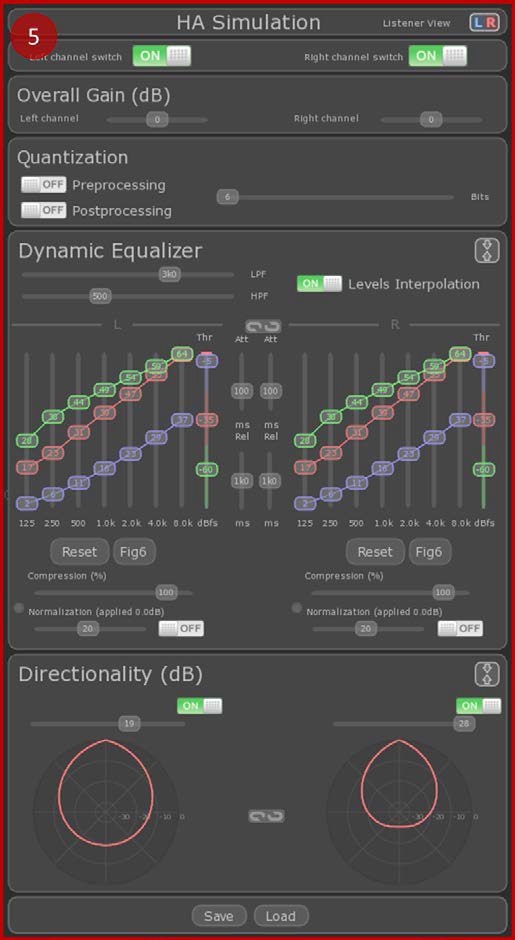 5
HA Simulation
Listener View
L R
Left channel switch
ON
Right channel switch
ON
Overall Gain (dB)
Left channel
0
Right channel
0
Quantization
OFF Preprocessing
6
Bits
OFF Postprocessing
Dynamic Equalizer
3k0
LPF
ON Levels Interpolation
500
HPF
L
R
Thr Att Att Thr
28 38 44 49 54 59 64 -5
17 23 31 39 47 55
2 6 11 16 23 29 37 -35
-60
100 100
ms ms
Rel Rel
1k0 1k0
ms ms
28 38 44 49 54 59 64 -5
17 23 31 39 47 55
2 6 11 16 23 29 37 -35
-60
125 250 500 1.0k 2.0k 4.0k 8.0k dBfs
125 250 500 1.0k 2.0k 4.0k 8.0k dBfs
Reset Fig6
Reset Fig6
Compression (%)
100
Compression (%)
100
Normalization (applied 0.0dB)
20
OFF
Normalization (applied 0.0dB)
20
OFF
Directionality (dB)
ON
ON
19
28
-30 -20 -10 0
-30 -20 -10 0
Save Load